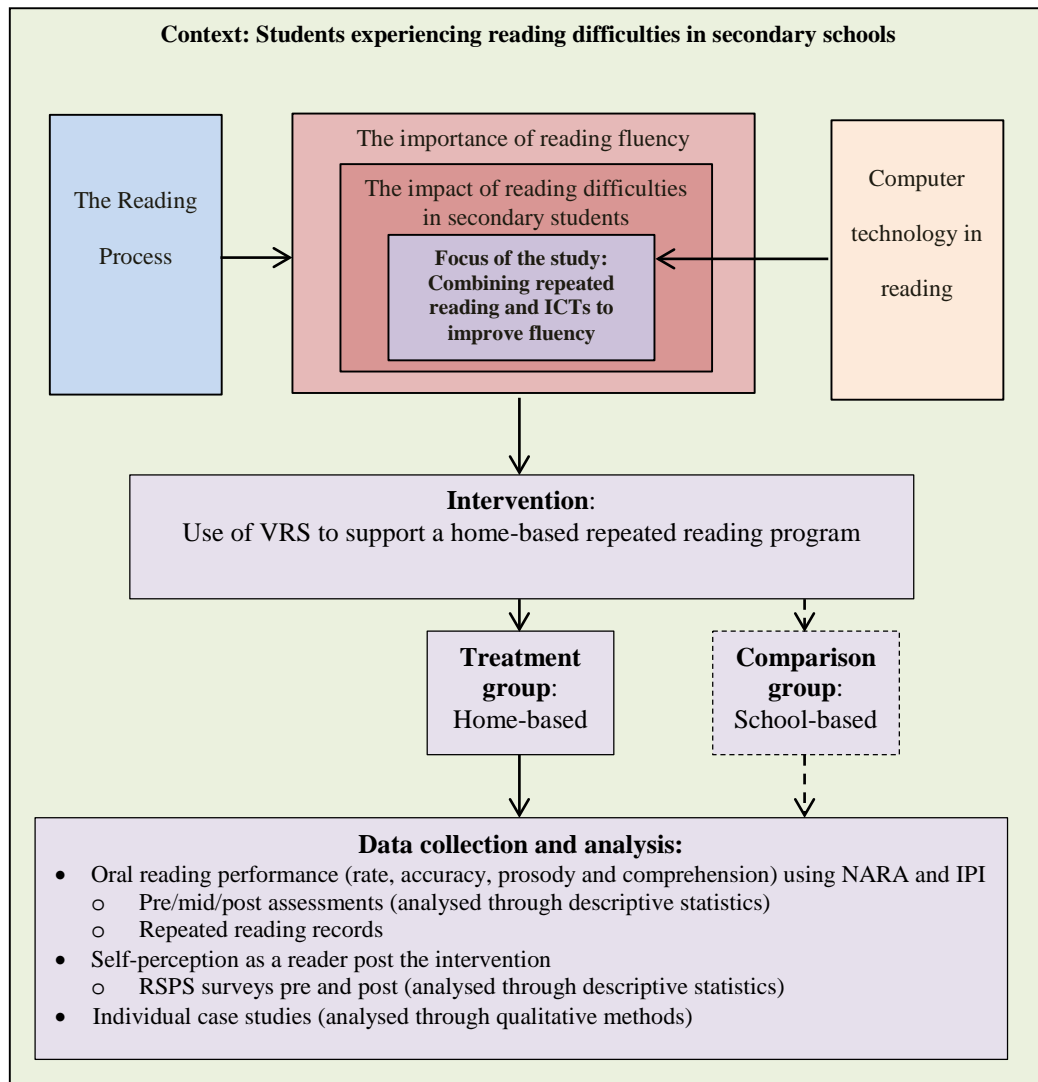 Context: Students experiencing reading difficulties in secondary schools
The Reading
Process
The importance of reading fluency
The impact of reading difficulties
in secondary students
Focus of the study:
Combining repeated
reading and ICTs to
improve fluency
Computer
technology in
reading
Intervention:
Use of VRS to support a home-based repeated reading program
Treatment
group:
Home-based
Comparison
group:
School-based
Data collection and analysis:
• Oral reading performance (rate, accuracy, prosody and comprehension) using NARA and IPI
o Pre/mid/post assessments (analysed through descriptive statistics)
o Repeated reading records
• Self-perception as a reader post the intervention
o RSPS surveys pre and post (analysed through descriptive statistics)
• Individual case studies (analysed through qualitative methods)